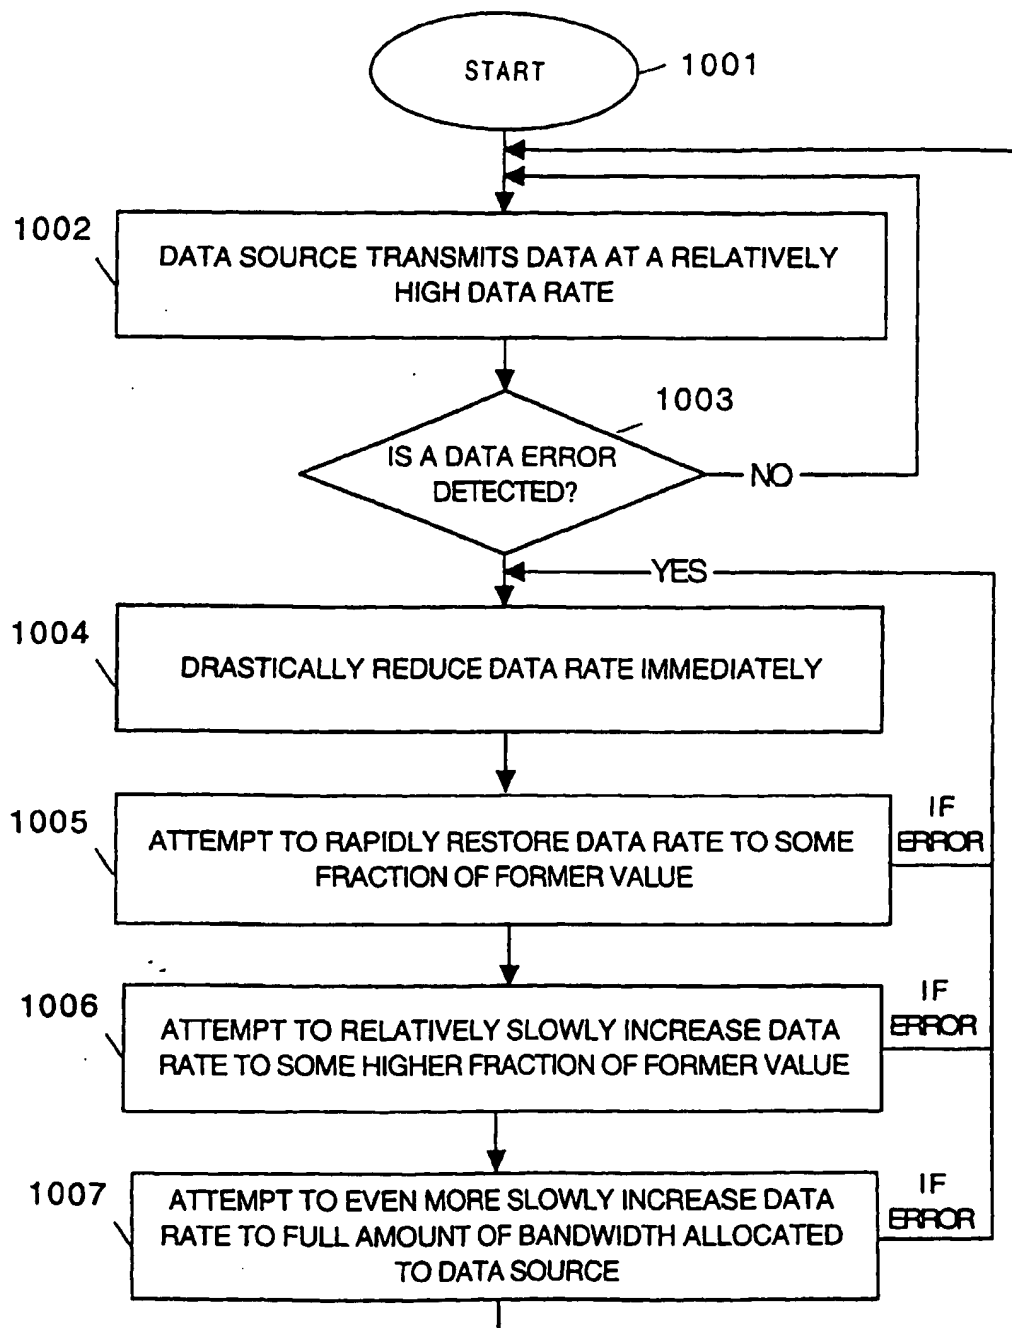 START
1001
1002
DATA SOURCE TRANSMITS DATA AT A RELATIVELY
HIGH DATA RATE
1003
IS A DATA ERROR
DETECTED?
NO
YES
1004
DRASTICALLY REDUCE DATA RATE IMMEDIATELY
1005
ATTEMPT TO RAPIDLY RESTORE DATA RATE TO SOME
FRACTION OF FORMER VALUE
IF
ERROR
1006
ATTEMPT TO RELATIVELY SLOWLY INCREASE DATA
RATE TO SOME HIGHER FRACTION OF FORMER VALUE
IF
ERROR
1007
ATTEMPT TO EVEN MORE SLOWLY INCREASE DATA
RATE TO FULL AMOUNT OF BANDWIDTH ALLOCATED
TO DATA SOURCE
IF
ERROR